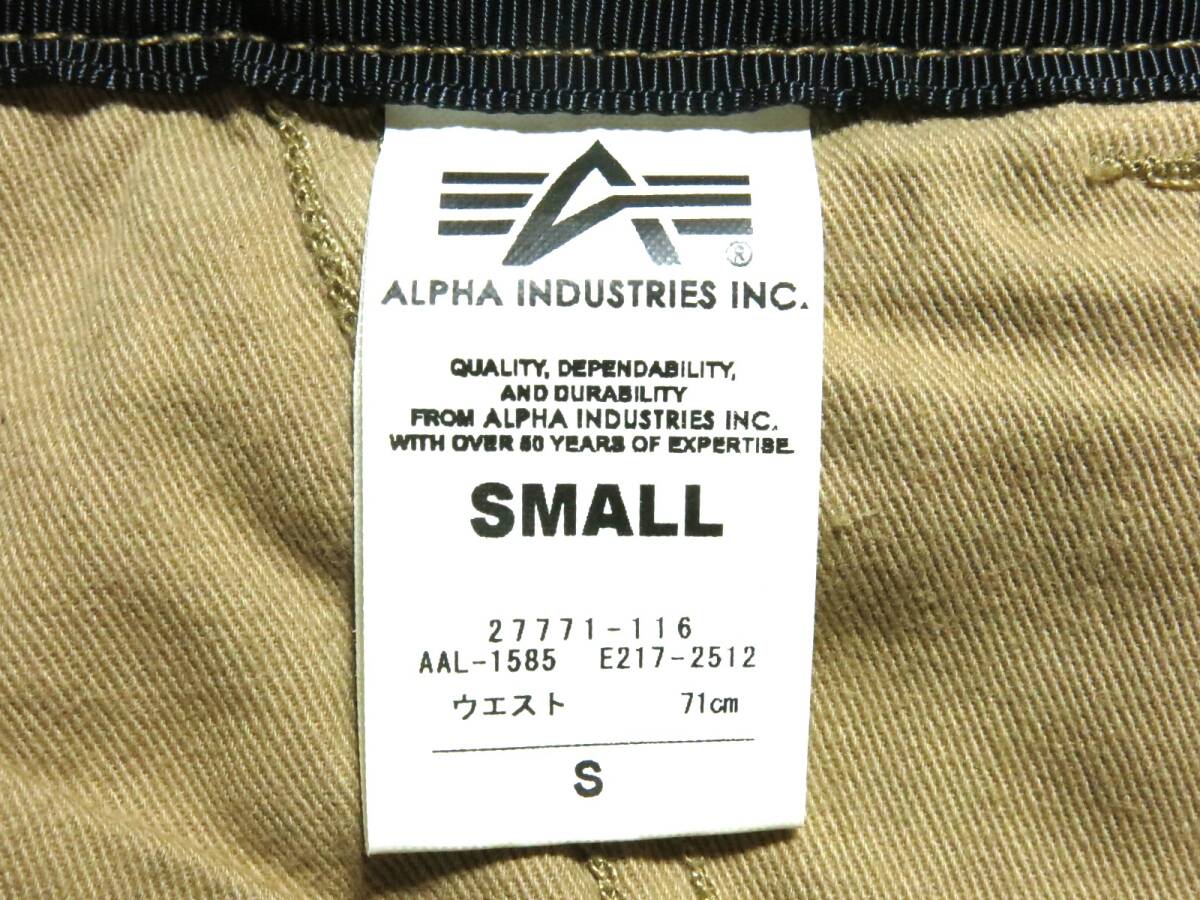 ®
ALPHA INDUSTRIES INC.
QUALITY, DEPENDABILITY,
AND DURABILITY
FROM ALPHA INDUSTRIES INC.
WITH OVER 50 YEARS OF EXPERTISE.
SMALL
27771-116
AAL-1585 E217-2512
ウエスト 71cm
S